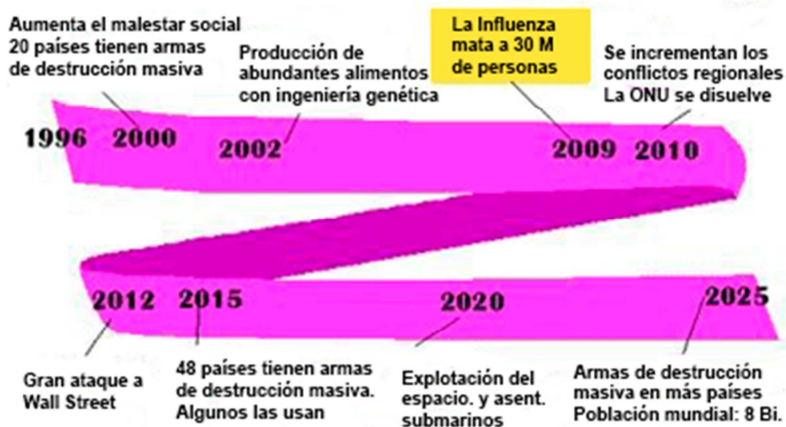 Aumenta el malestar social
20 países tienen armas
de destrucción masiva
Producción de
abundantes alimentos
con ingeniería genética
La Influenza
mata a 30 M
de personas
Se incrementan los
conflictos regionales
La ONU se disuelve
1996 2000 2002 2009 2010
2012 2015 2020 2025
Gran ataque a
Wall Street
48 países tienen armas
de destrucción masiva.
Algunos las usan
Explotación del
espacio. y asent.
submarinos
Armas de destrucción
masiva en más países
Población mundial: 8 Bi.